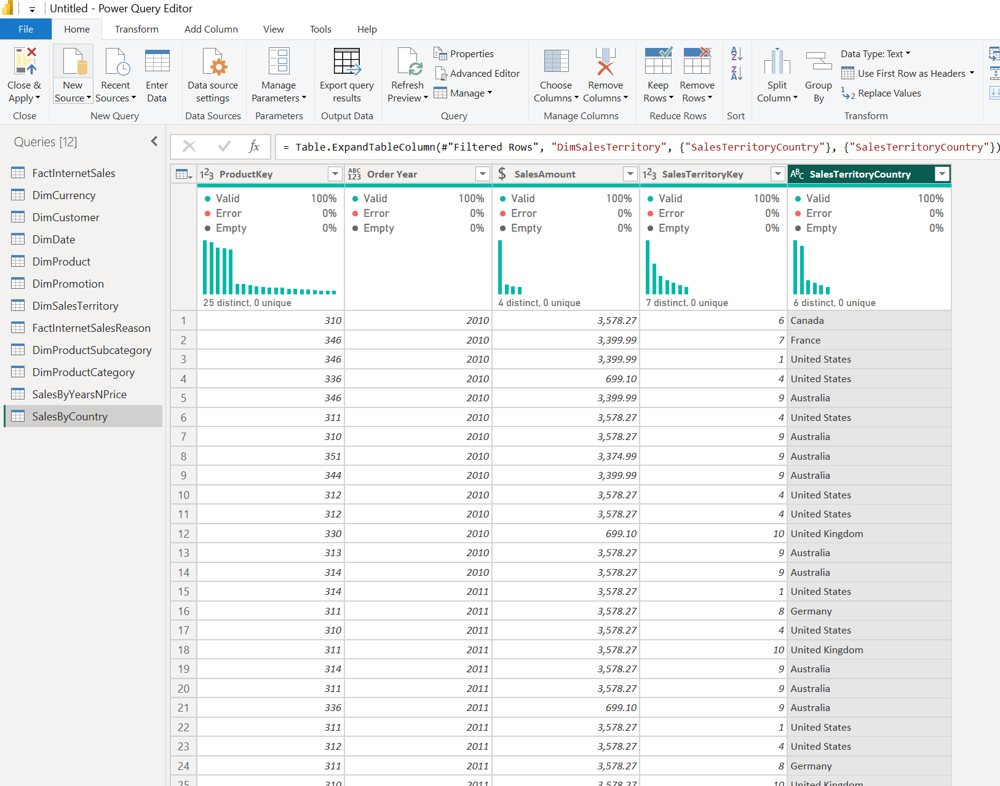 Untitled - Power Query Editor
File Home Transform Add Column View Tools Help
Close & Apply
Close
New Source
Recent Sources
Enter Data
New Query
Data source settings
Data Sources
Manage Parameters
Parameters
Export query results
Output Data
Refresh Preview
Properties
Advanced Editor
Manage
Query
Choose Columns
Remove Columns
Manage Columns
Keep Rows
Remove Rows
Reduce Rows
Sort
Split Column
Group By
Data Type: Text
Use First Row as Headers
Replace Values
Transform
Queries [12]
FactInternetSales
DimCurrency
DimCustomer
DimDate
DimProduct
DimPromotion
DimSalesTerritory
FactInternetSalesReason
DimProductSubcategory
DimProductCategory
SalesByYearsNPrice
SalesByCountry
fx = Table.ExpandTableColumn(#"Filtered Rows", "DimSalesTerritory", {"SalesTerritoryCountry"}, {"SalesTerritoryCountry"})
123 ProductKey ABC 123 Order Year $ SalesAmount 123 SalesTerritoryKey ABC SalesTerritoryCountry
Valid 100% Valid 100% Valid 100% Valid 100% Valid 100%
Error 0% Error 0% Error 0% Error 0% Error 0%
Empty 0% Empty 0% Empty 0% Empty 0% Empty 0%
25 distinct, 0 unique 4 distinct, 0 unique 7 distinct, 0 unique 6 distinct, 0 unique
1 310 2010 3,578.27 6 Canada
2 346 2010 3,399.99 7 France
3 346 2010 3,399.99 1 United States
4 336 2010 699.10 4 United States
5 346 2010 3,399.99 9 Australia
6 311 2010 3,578.27 4 United States
7 310 2010 3,578.27 9 Australia
8 351 2010 3,374.99 9 Australia
9 344 2010 3,399.99 9 Australia
10 312 2010 3,578.27 4 United States
11 312 2010 3,578.27 4 United States
12 330 2010 699.10 10 United Kingdom
13 313 2010 3,578.27 9 Australia
14 314 2010 3,578.27 9 Australia
15 314 2011 3,578.27 1 United States
16 311 2011 3,578.27 8 Germany
17 310 2011 3,578.27 4 United States
18 311 2011 3,578.27 10 United Kingdom
19 314 2011 3,578.27 9 Australia
20 311 2011 3,578.27 9 Australia
21 336 2011 699.10 9 Australia
22 311 2011 3,578.27 1 United States
23 312 2011 3,578.27 4 United States
24 311 2011 3,578.27 8 Germany
25 310 2011 3,578.27 10 United Kingdom